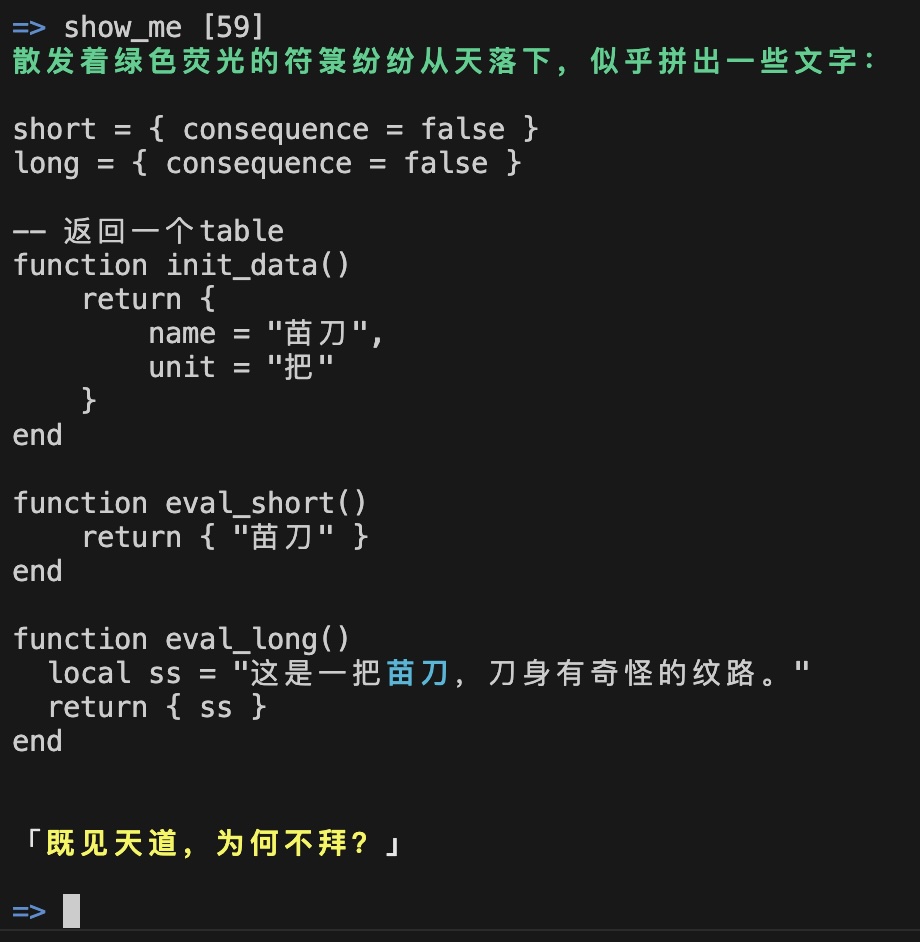 => show_me [59]
散发着绿色荧光的符箓纷纷从天落下，似乎拼出一些文字：
short = { consequence = false }
long = { consequence = false }
-- 返回一个table
function init_data()
    return {
        name = "苗刀",
        unit = "把"
    }
end
function eval_short()
    return { "苗刀" }
end
function eval_long()
  local ss = "这是一把苗刀，刀身有奇怪的纹路。"
  return { ss }
end
「既见天道，为何不拜？」
=>